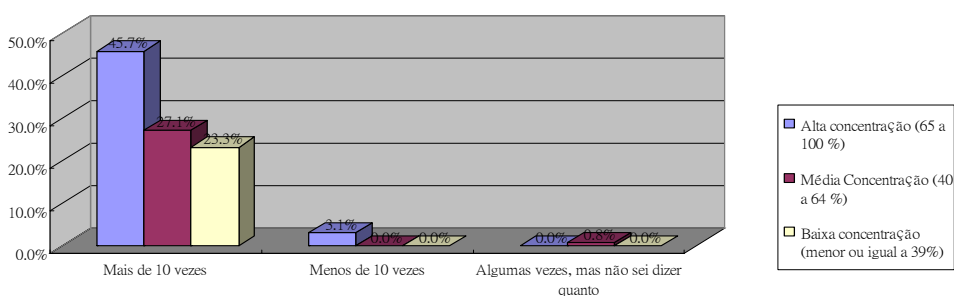 50.0%
40.0%
30.0%
20.0%
10.0%
0.0%
45.7%
27.1%
23.3%
3.1%
0.0%
0.0%
0.0%
0.8%
0.0%
Mais de 10 vezes
Menos de 10 vezes
Algumas vezes, mas não sei dizer
quanto
Alta concentração (65 a
100 %)
Média Concentração (40
a 64 %)
Baixa concentração
(menor ou igual a 39%)